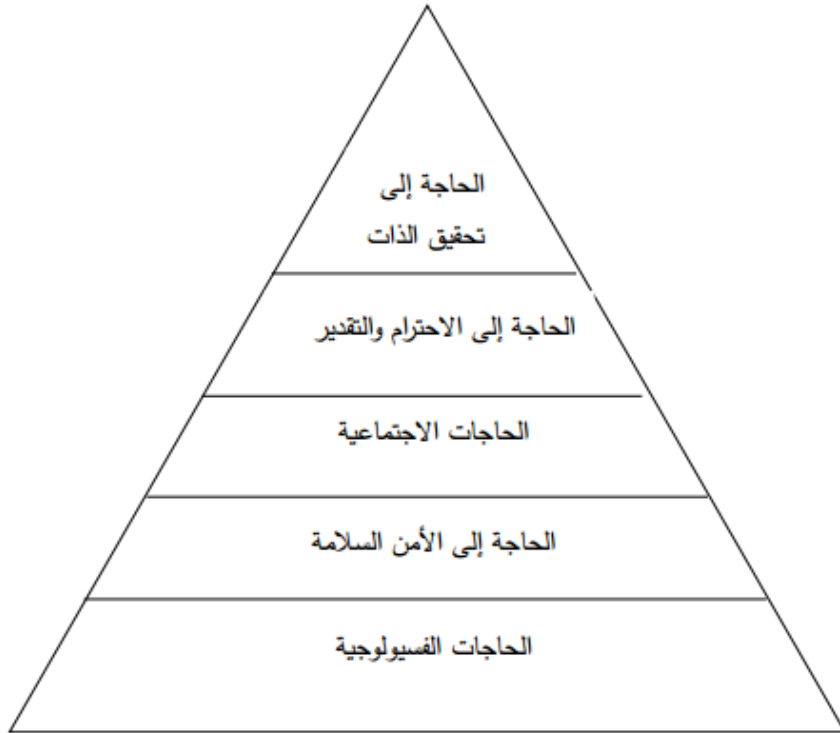 الحاجة إلى
تحقيق الذات
الحاجة إلى الاحترام والتقدير
الحاجات الاجتماعية
الحاجة إلى الأمن السلامة
الحاجات الفسيولوجية